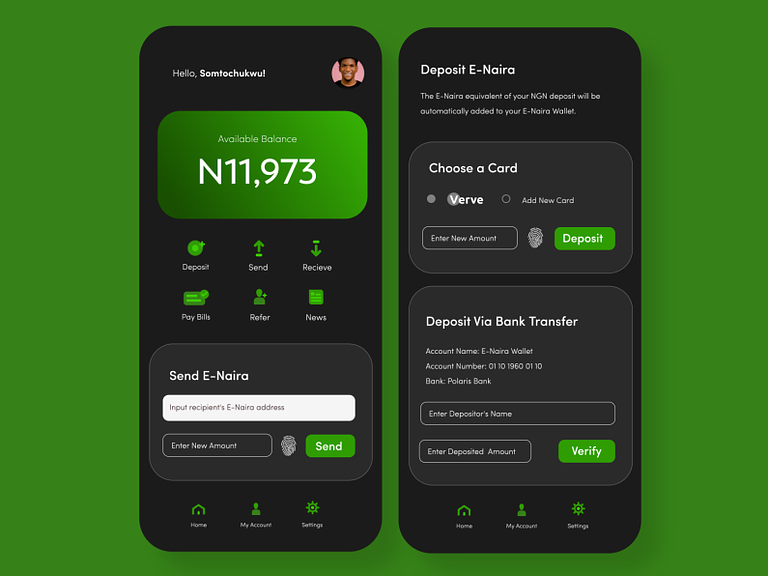 Hello, Somtochukwu!
Available Balance
N11,973
Deposit
Send
Recieve
Pay Bills
Refer
News
Send E-Naira
Input recipient's E-Naira address
Enter New Amount
Send
Home
My Account
Settings
Deposit E-Naira
The E-Naira equivalent of your NGN deposit will be
automatically added to your E-Naira Wallet.
Choose a Card
Verve
Add New Card
Enter New Amount
Deposit
Deposit Via Bank Transfer
Account Name: E-Naira Wallet
Account Number: 01 10 1960 01 10
Bank: Polaris Bank
Enter Depositor's Name
Enter Deposited Amount
Verify
Home
My Account
Settings